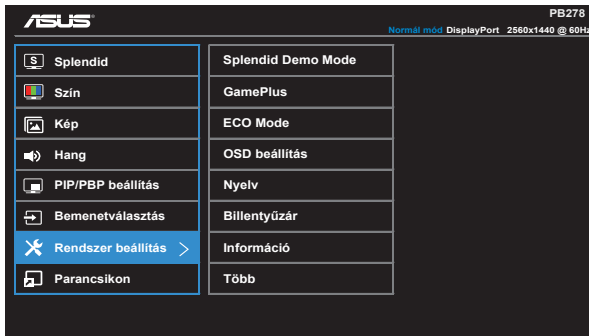 ASUS
PB278
Normál mód DisplayPort 2560x1440 @ 60Hz
S Splendid
Szín
Kép
Hang
PIP/PBP beállítás
Bemenetválasztás
Rendszer beállítás >
Parancsikon
Splendid Demo Mode
GamePlus
ECO Mode
OSD beállítás
Nyelv
Billentyűzár
Információ
Több